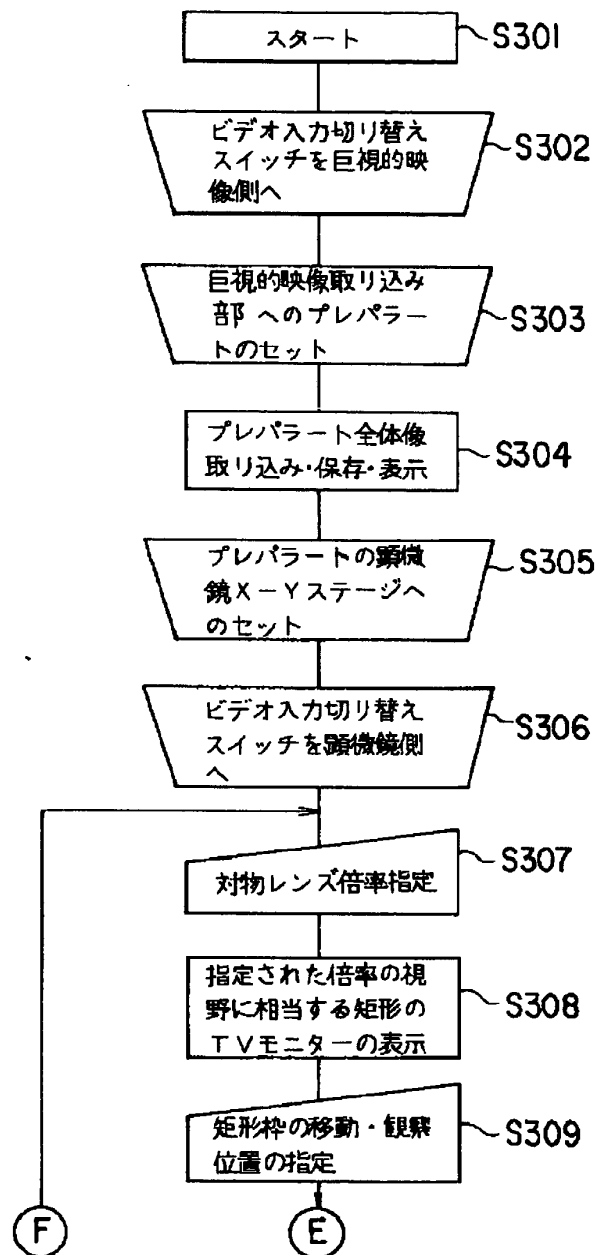 スタート
S301
ビデオ入力切り替え
スイッチを巨視的映
像側へ
S302
巨視的映像取り込み
部へのプレパラー
トのセット
S303
プレパラート全体像
取り込み・保存・表示
S304
プレパラートの顕微
鏡X-Yステージへ
のセット
S305
ビデオ入力切り替え
スイッチを顕微鏡側
へ
S306
対物レンズ倍率指定
S307
指定された倍率の視
野に相当する矩形の
TVモニターの表示
S308
矩形枠の移動・観察
位置の指定
S309
F
E